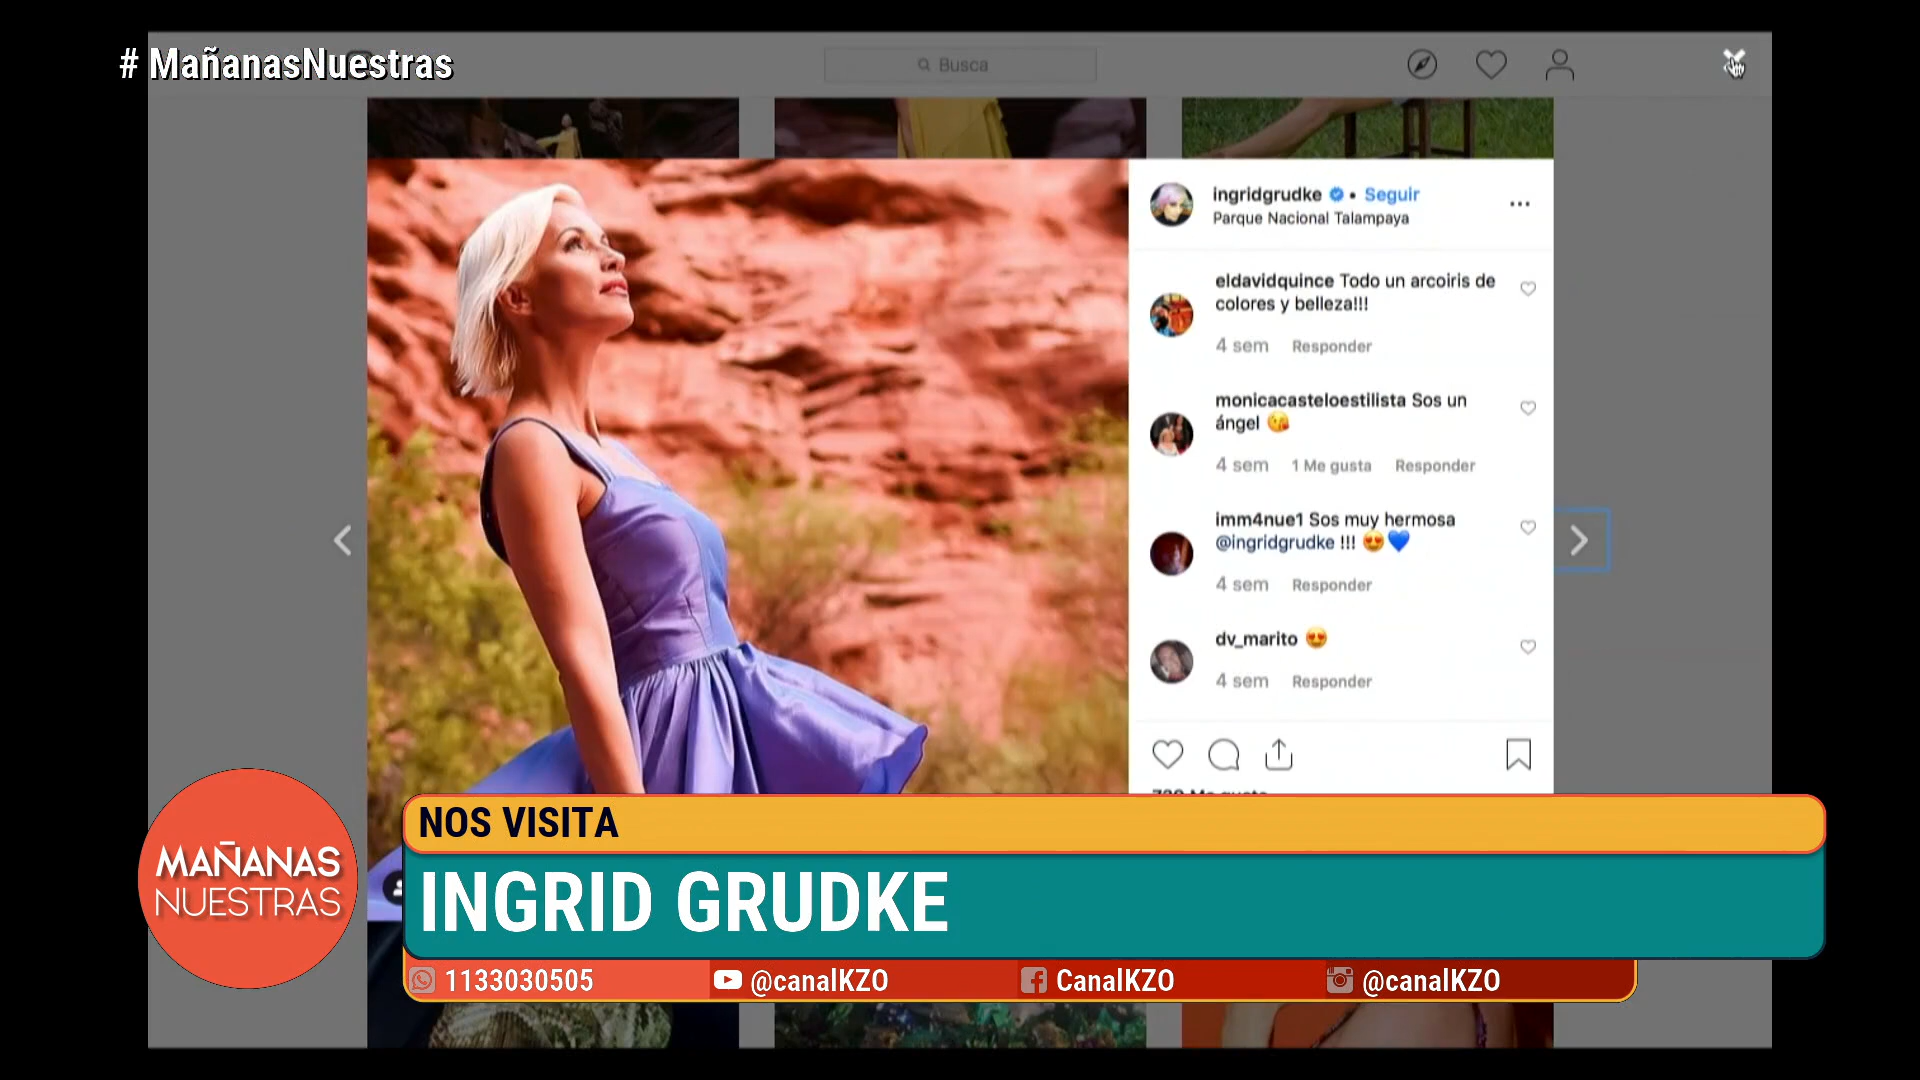 # MañanasNuestras
Busca
ingridgrudke • Seguir
Parque Nacional Talampaya
eldavidquince Todo un arcoiris de
colores y belleza!!!
4 sem Responder
monicacasteloestilista Sos un
ángel 😘
4 sem 1 Me gusta Responder
imm4nue1 Sos muy hermosa
@ingridgrudke !!! 😍💙
4 sem Responder
dv_marito 😍
4 sem Responder
MAÑANAS
NUESTRAS
NOS VISITA
INGRID GRUDKE
1133030505 @canalKZO CanalKZO @canalKZO